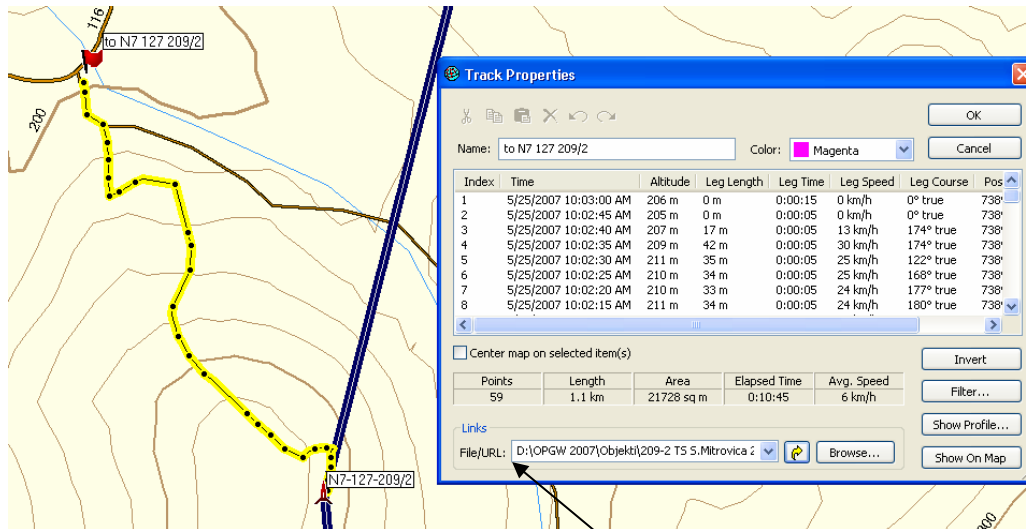 116
to N7 127 209/2
200
N7-127-209/2
Track Properties
OK
Name: to N7 127 209/2 Color: Magenta Cancel
Index Time Altitude Leg Length Leg Time Leg Speed Leg Course Pos
1 5/25/2007 10:03:00 AM 206 m 0 m 0:00:15 0 km/h 0° true 738°
2 5/25/2007 10:02:45 AM 205 m 0 m 0:00:05 0 km/h 0° true 738°
3 5/25/2007 10:02:40 AM 207 m 17 m 0:00:05 13 km/h 174° true 738°
4 5/25/2007 10:02:35 AM 209 m 42 m 0:00:05 30 km/h 174° true 738°
5 5/25/2007 10:02:30 AM 211 m 35 m 0:00:05 25 km/h 122° true 738°
6 5/25/2007 10:02:25 AM 210 m 34 m 0:00:05 25 km/h 168° true 738°
7 5/25/2007 10:02:20 AM 210 m 33 m 0:00:05 24 km/h 177° true 738°
8 5/25/2007 10:02:15 AM 211 m 34 m 0:00:05 24 km/h 180° true 738°
Center map on selected item(s)
Invert
Points Length Area Elapsed Time Avg. Speed
59 1.1 km 21728 sq m 0:10:45 6 km/h
Filter...
Links
Show Profile...
File/URL: D:\OPGW 2007\Objekti\209-2 TS S.Mitrovica 2 Browse...
Show On Map